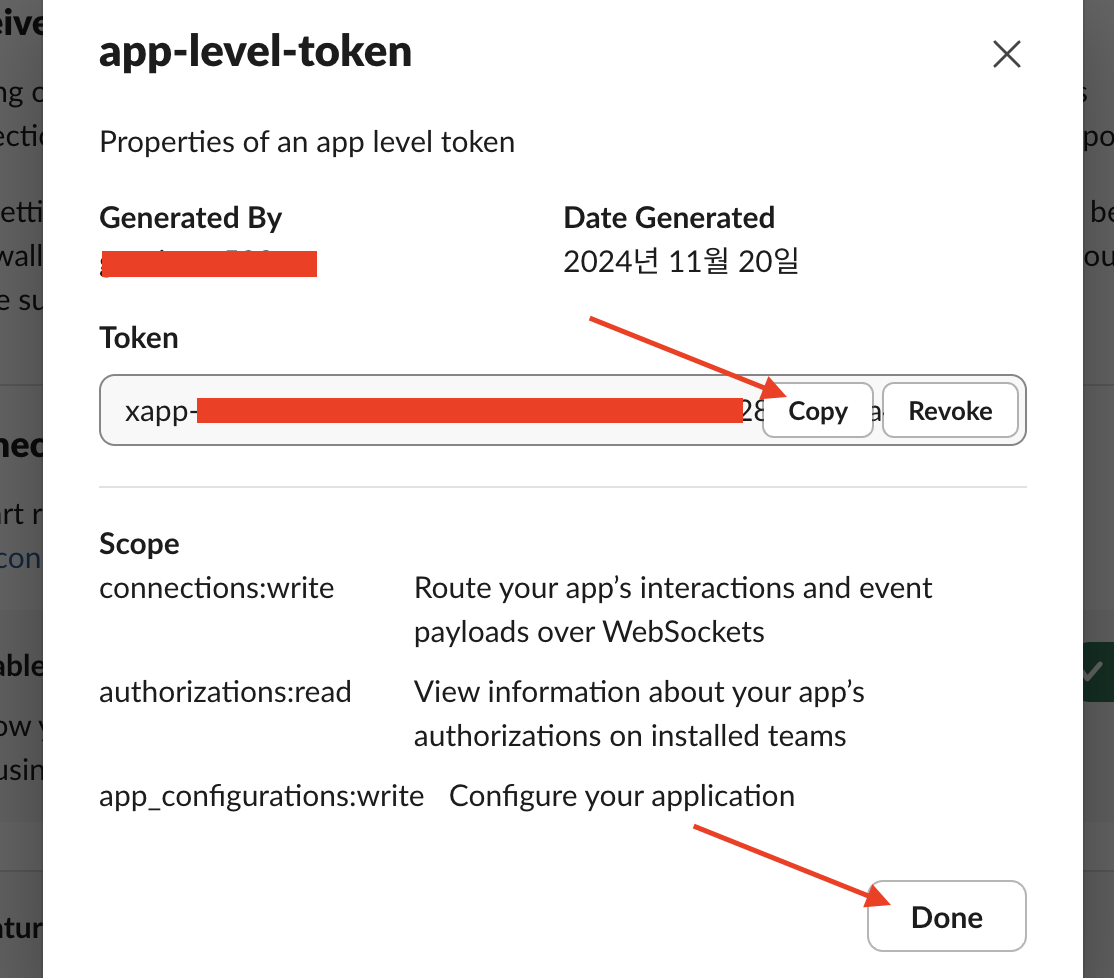 app-level-token
Properties of an app level token
Generated By
Date Generated
2024년 11월 20일
Token
xapp-
28
Copy
a-
Revoke
Scope
connections:write
Route your app’s interactions and event
payloads over WebSockets
authorizations:read
View information about your app’s
authorizations on installed teams
app_configurations:write
Configure your application
Done